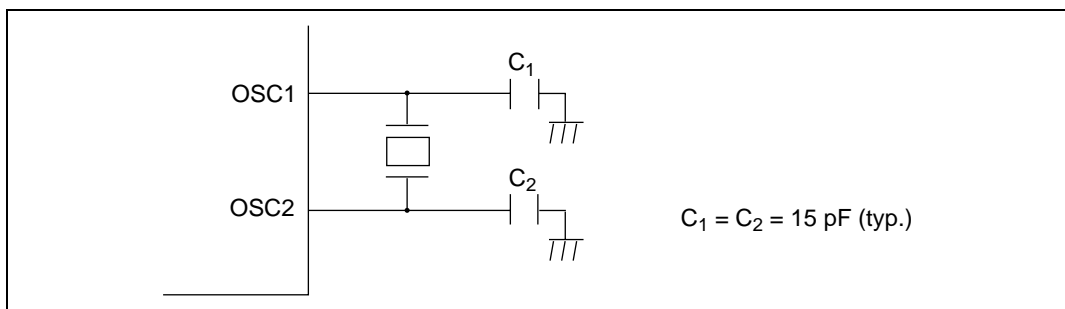 C1
OSC1
C2
OSC2
C1 = C2 = 15 pF (typ.)